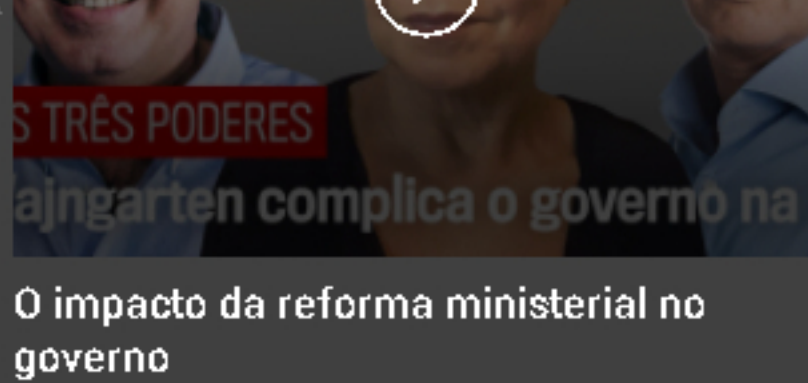 S TRÊS PODERES
ajngarten complica o governo na
O impacto da reforma ministerial no
governo